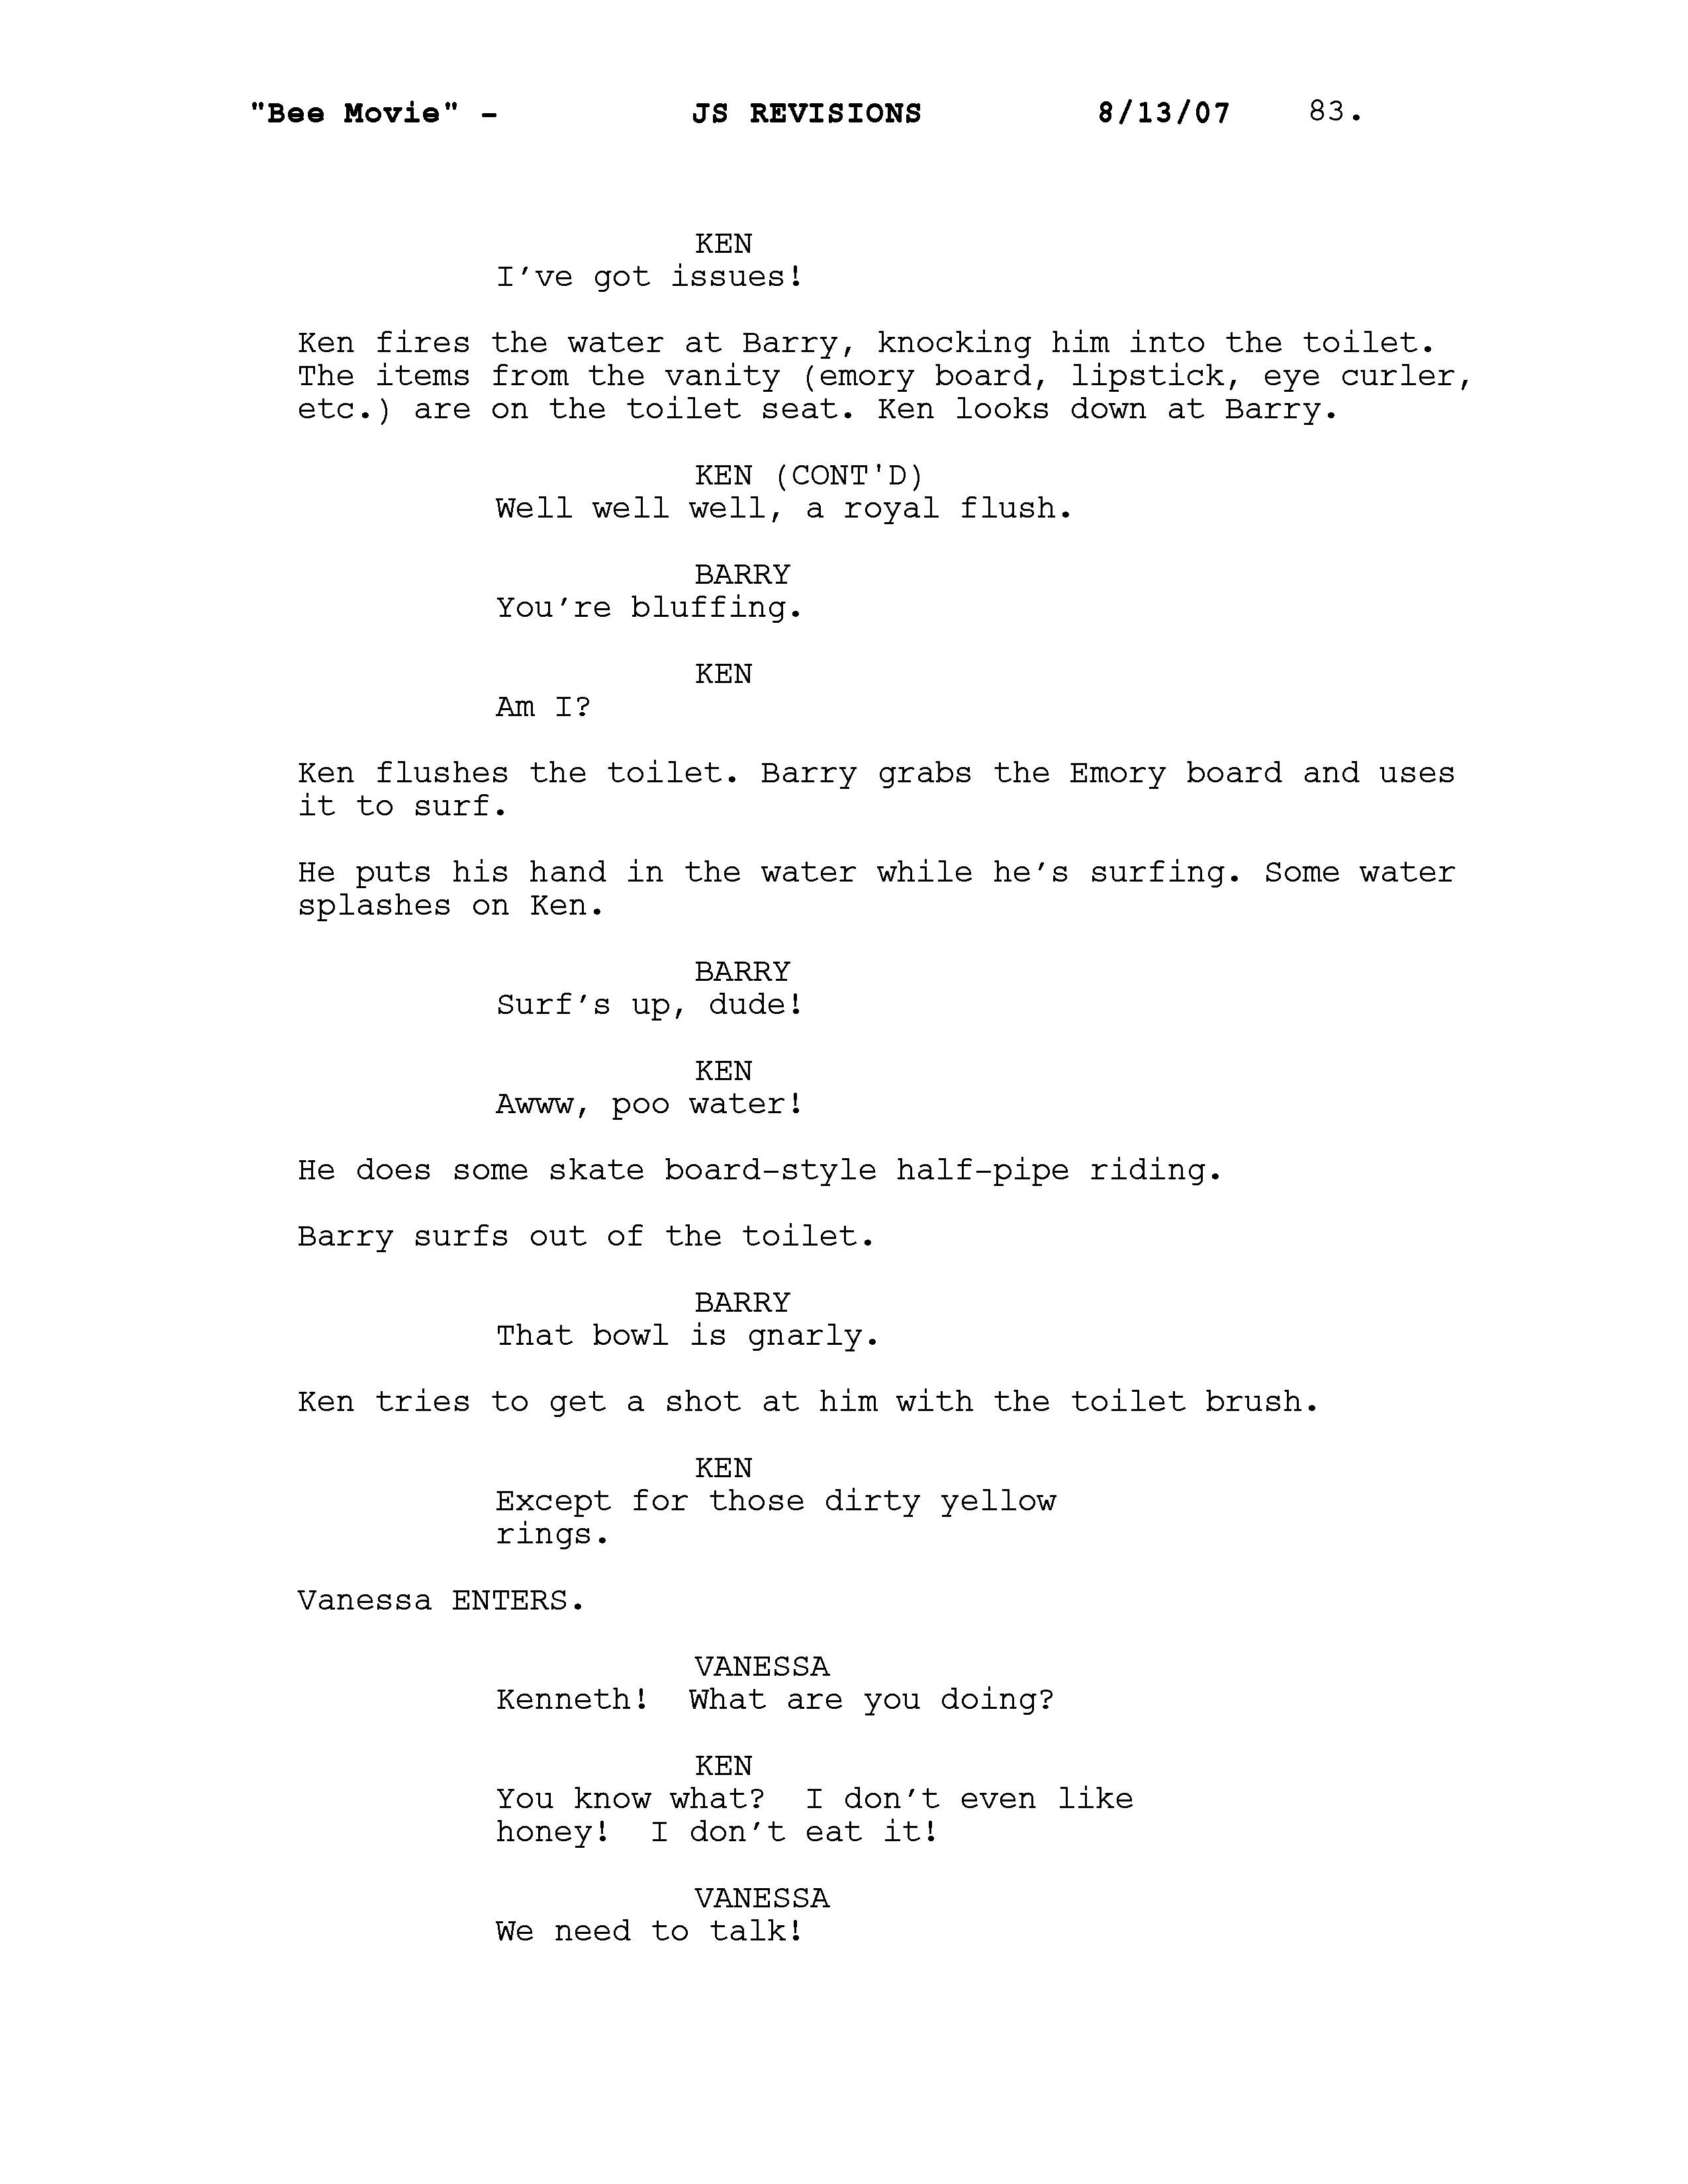 "Bee Movie" - JS REVISIONS 8/13/07 83.
KEN
I've got issues!
Ken fires the water at Barry, knocking him into the toilet.
The items from the vanity (emory board, lipstick, eye curler,
etc.) are on the toilet seat. Ken looks down at Barry.
KEN (CONT'D)
Well well well, a royal flush.
BARRY
You're bluffing.
KEN
Am I?
Ken flushes the toilet. Barry grabs the Emory board and uses
it to surf.
He puts his hand in the water while he's surfing. Some water
splashes on Ken.
BARRY
Surf's up, dude!
KEN
Awww, poo water!
He does some skate board-style half-pipe riding.
Barry surfs out of the toilet.
BARRY
That bowl is gnarly.
Ken tries to get a shot at him with the toilet brush.
KEN
Except for those dirty yellow
rings.
Vanessa ENTERS.
VANESSA
Kenneth!  What are you doing?
KEN
You know what?  I don't even like
honey!  I don't eat it!
VANESSA
We need to talk!